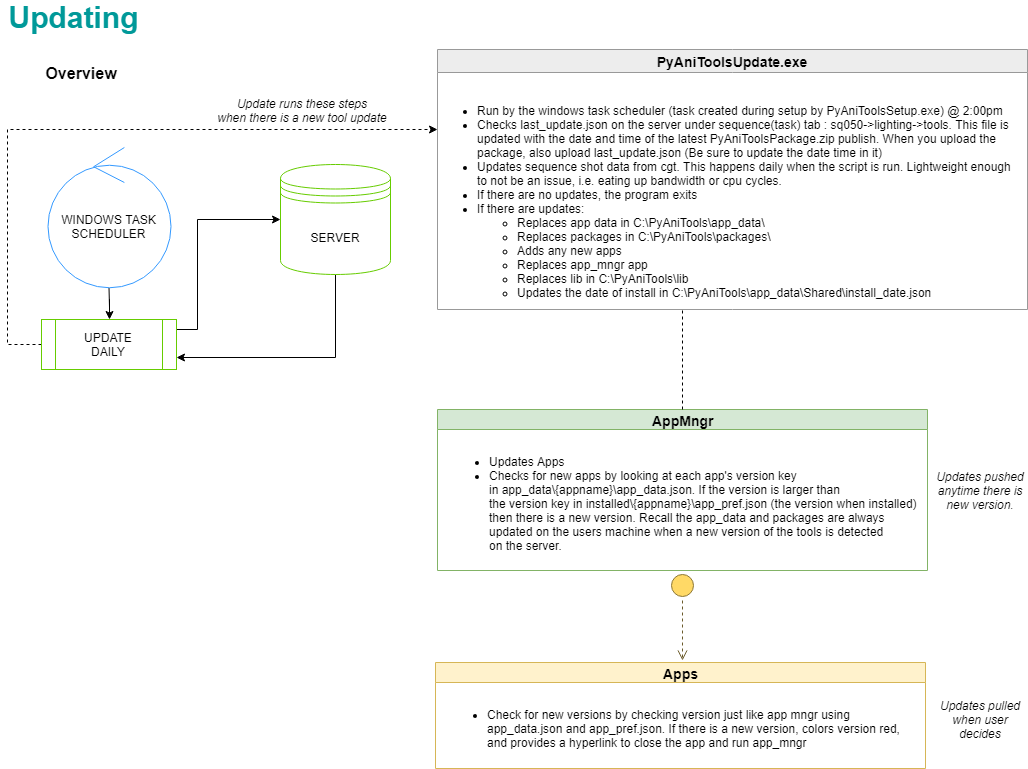 Updating
Overview
Update runs these steps
when there is a new tool update
WINDOWS TASK
SCHEDULER
SERVER
UPDATE
DAILY
PyAniToolsUpdate.exe
• Run by the windows task scheduler (task created during setup by PyAniToolsSetup.exe) @ 2:00pm
• Checks last_update.json on the server under sequence(task) tab : sq050->lighting->tools. This file is
updated with the date and time of the latest PyAniToolsPackage.zip publish. When you upload the
package, also upload last_update.json (Be sure to update the date time in it)
• Updates sequence shot data from cgt. This happens daily when the script is run. Lightweight enough
to not be an issue, i.e. eating up bandwidth or cpu cycles.
• If there are no updates, the program exits
• If there are updates:
◦ Replaces app data in C:\PyAniTools\app_data\
◦ Replaces packages in C:\PyAniTools\packages\
◦ Adds any new apps
◦ Replaces app_mngr app
◦ Replaces lib in C:\PyAniTools\lib
◦ Updates the date of install in C:\PyAniTools\app_data\Shared\install_date.json
AppMngr
• Updates Apps
• Checks for new apps by looking at each app's version key
in app_data\{appname}\app_data.json. If the version is larger than
the version key in installed\{appname}\app_pref.json (the version when installed)
then there is a new version. Recall the app_data and packages are always
updated on the users machine when a new version of the tools is detected
on the server.
Updates pushed
anytime there is
new version.
Apps
• Check for new versions by checking version just like app mngr using
app_data.json and app_pref.json. If there is a new version, colors version red,
and provides a hyperlink to close the app and run app_mngr
Updates pulled
when user
decides